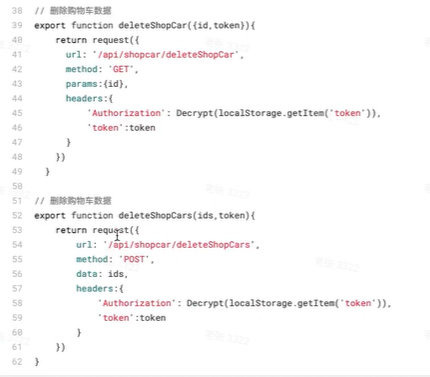 38 // 删除购物车数据
39 export function deleteShopCar({id,token}){
40 return request({
41 url: '/api/shopcar/deleteShopCar',
42 method: 'GET',
43 params:{id},
44 headers:{
45 'Authorization': Decrypt(localStorage.getItem('token')),
46 'token':token
47 }
48 })
49 }
50
51 // 删除购物车数据
52 export function deleteShopCars(ids,token){
53 return request({
54 url: '/api/shopcar/deleteShopCars',
55 method: 'POST',
56 data: ids,
57 headers:{
58 'Authorization': Decrypt(localStorage.getItem('token')),
59 'token':token
60 }
61 })
62 }